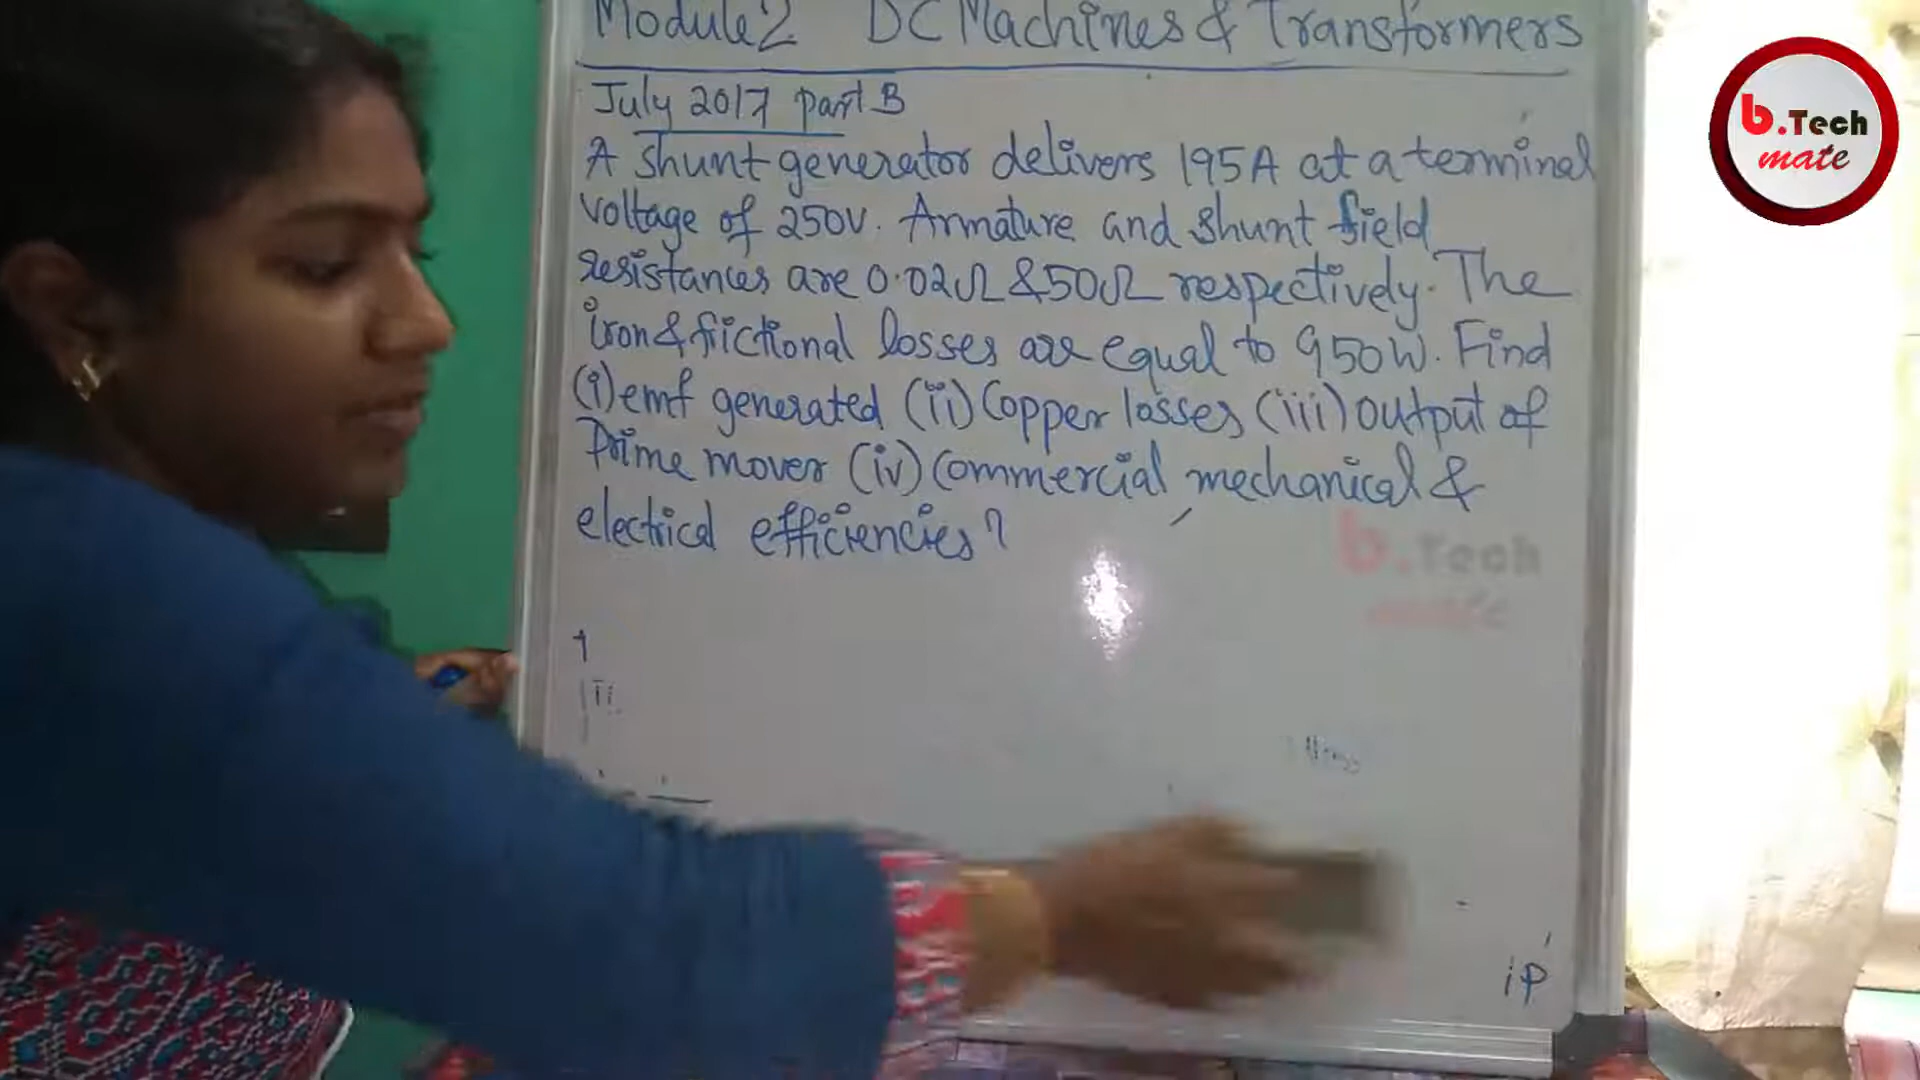 Module 2 DC Machines & Transformers
July 2017 part B
A shunt generator delivers 195A at a terminal
voltage of 250V. Armature and shunt field
resistances are 0.02Ω & 50Ω respectively. The
iron & frictional losses are equal to 950W. Find
(i) emf generated (ii) Copper losses (iii) output of
Prime mover (iv) Commercial, mechanical &
electrical efficiencies?
b.Tech
mate
b.Tech
mate
ip